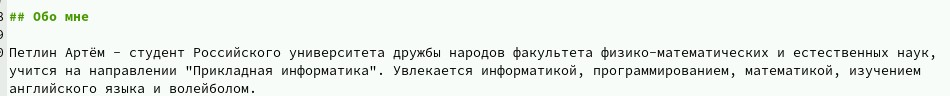 ## Обо мне
Петлин Артём - студент Российского университета дружбы народов факультета физико-математических и естественных наук,
учится на направлении "Прикладная информатика". Увлекается информатикой, программированием, математикой, изучением
английского языка и волейболом.